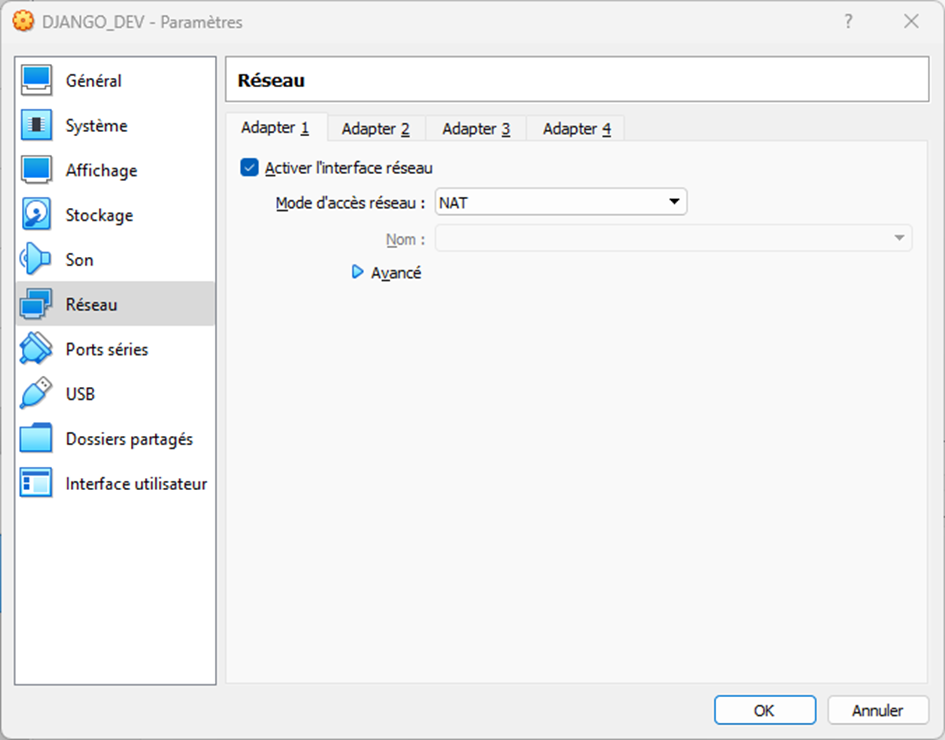 DJANGO_DEV - Paramètres
?
Général
Système
Affichage
Stockage
Son
Réseau
Ports séries
USB
Dossiers partagés
Interface utilisateur
Réseau
Adapter 1 Adapter 2 Adapter 3 Adapter 4
Activer l'interface réseau
Mode d'accès réseau : NAT
Nom :
Avancé
OK Annuler